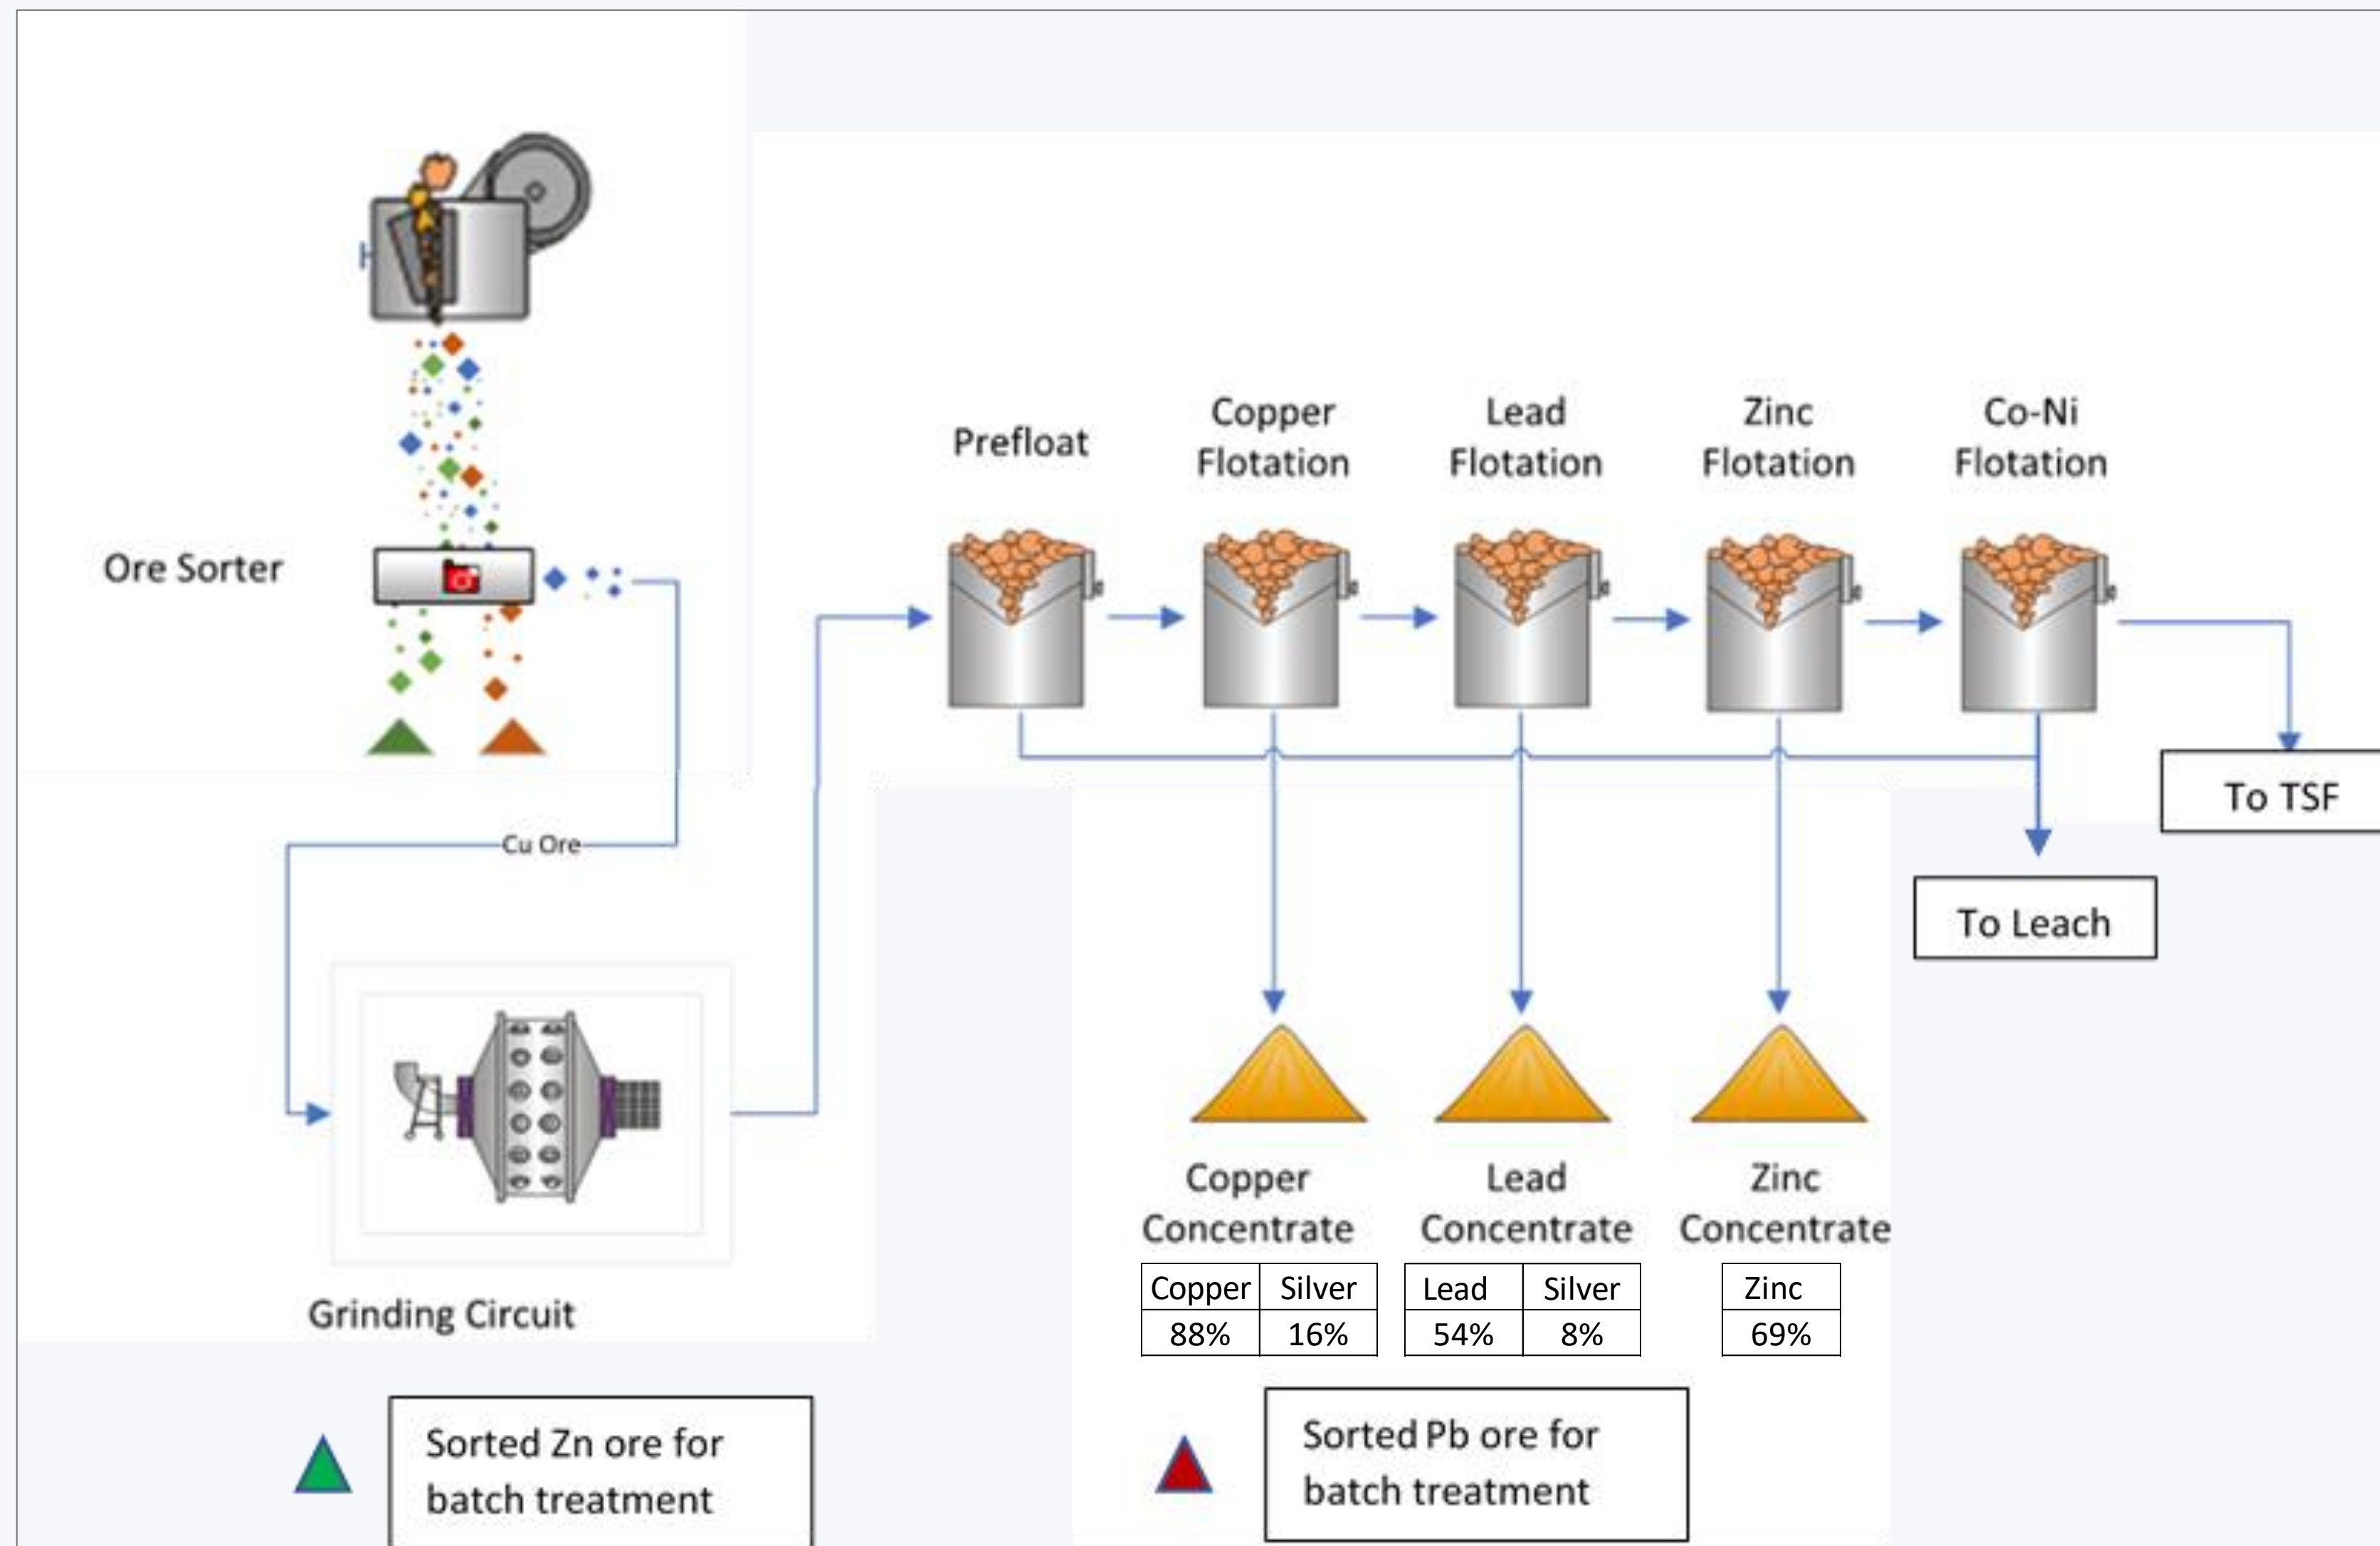 Ore Sorter
Prefloat
Copper
Flotation
Lead
Flotation
Zinc
Flotation
Co-Ni
Flotation
To TSF
To Leach
Cu Ore
Grinding Circuit
Copper
Concentrate
Lead
Concentrate
Zinc
Concentrate
Copper Silver
88% 16%
Lead Silver
54% 8%
Zinc
69%
Sorted Zn ore for
batch treatment
Sorted Pb ore for
batch treatment